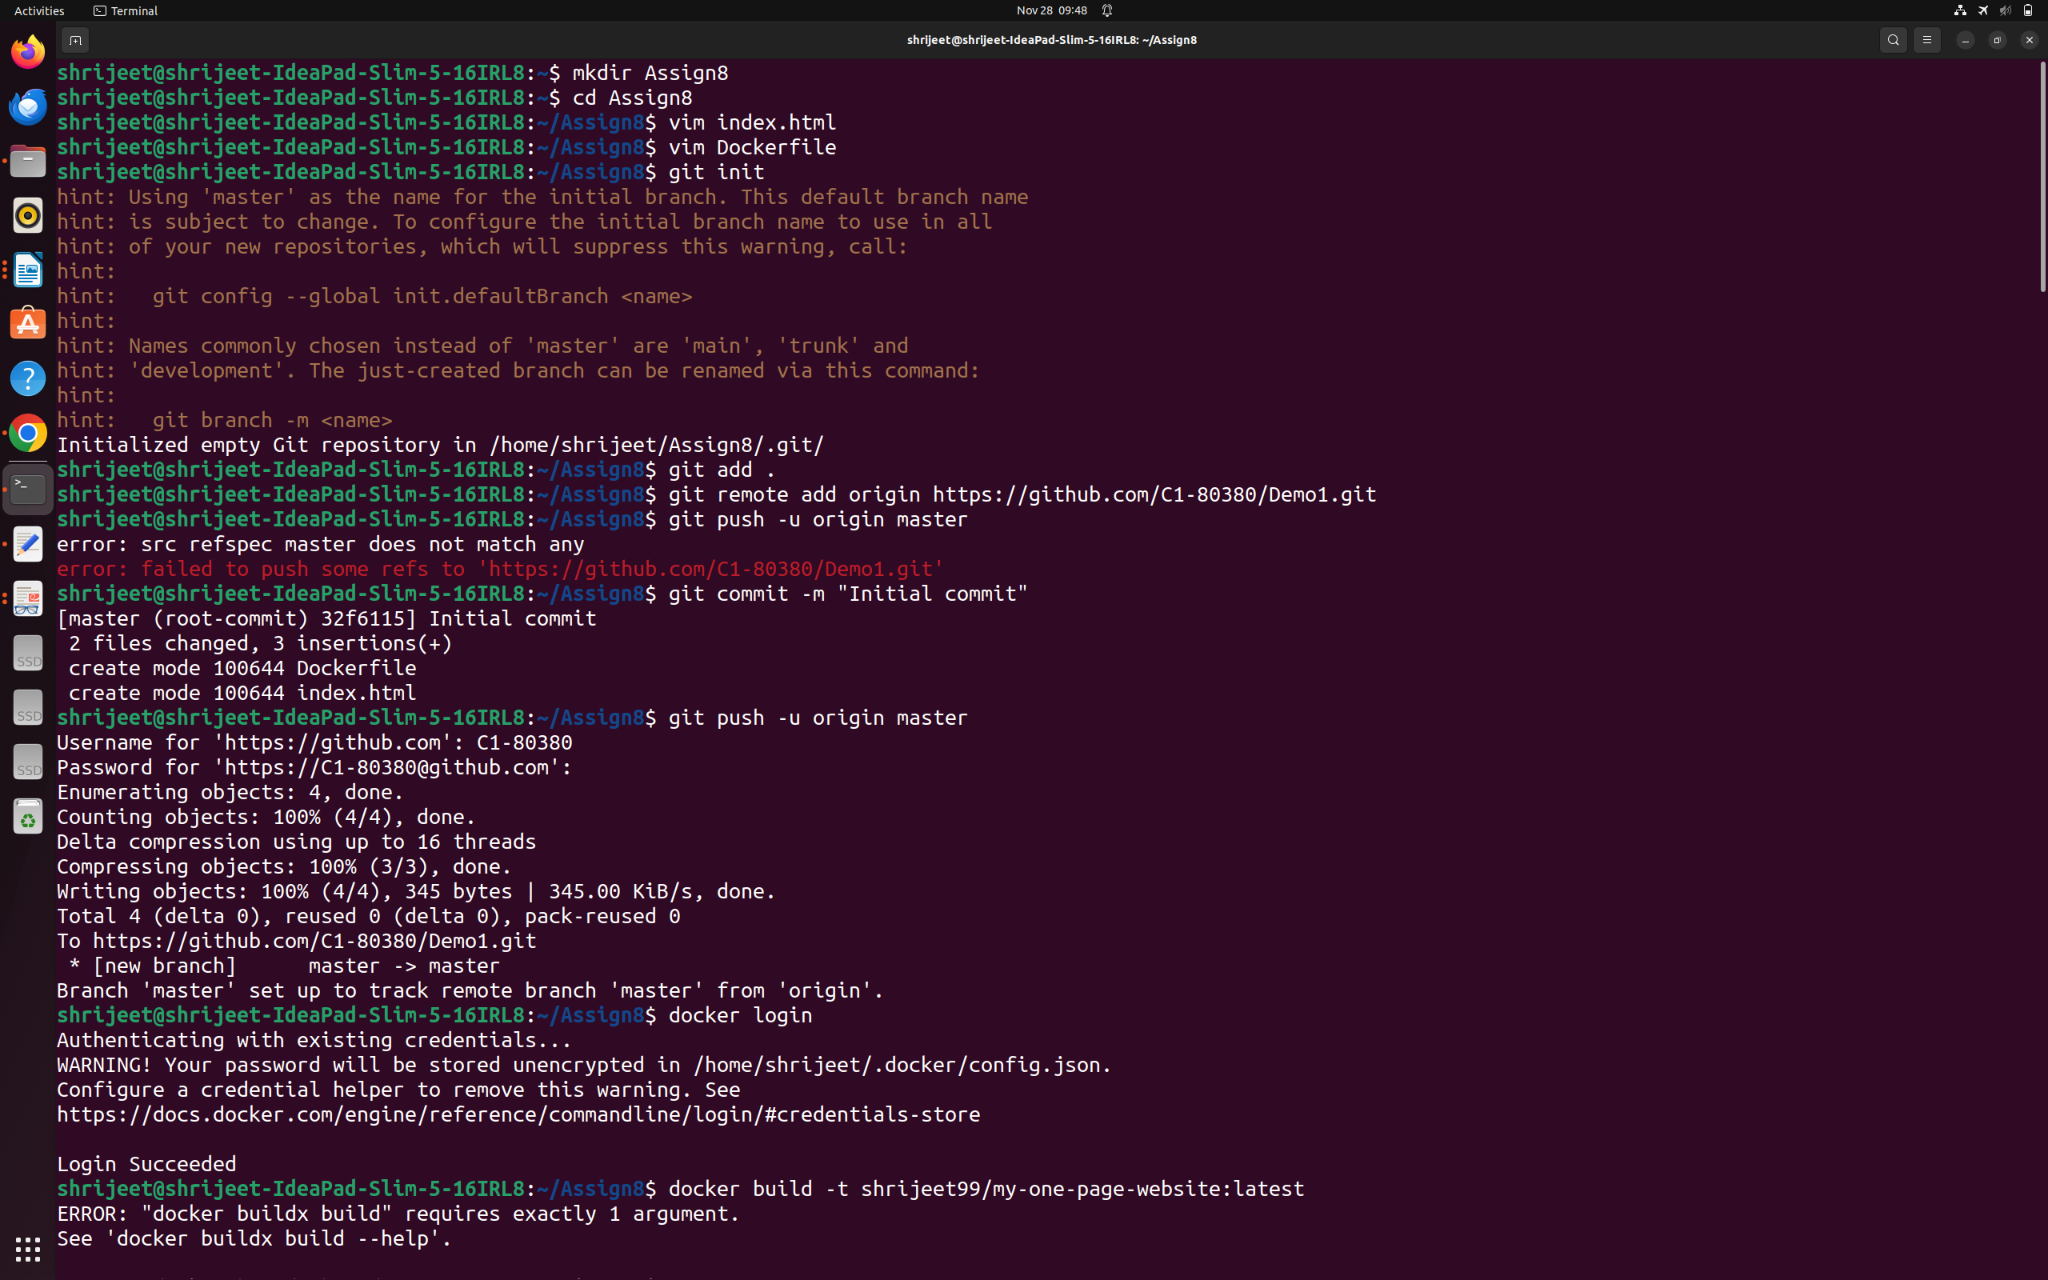 Activities
Terminal
Nov 28 09:48
shrijeet@shrijeet-IdeaPad-Slim-5-16IRL8: ~/Assign8
shrijeet@shrijeet-IdeaPad-Slim-5-16IRL8:~$ mkdir Assign8
shrijeet@shrijeet-IdeaPad-Slim-5-16IRL8:~$ cd Assign8
shrijeet@shrijeet-IdeaPad-Slim-5-16IRL8:~/Assign8$ vim index.html
shrijeet@shrijeet-IdeaPad-Slim-5-16IRL8:~/Assign8$ vim Dockerfile
shrijeet@shrijeet-IdeaPad-Slim-5-16IRL8:~/Assign8$ git init
hint: Using 'master' as the name for the initial branch. This default branch name
hint: is subject to change. To configure the initial branch name to use in all
hint: of your new repositories, which will suppress this warning, call:
hint:
hint:   git config --global init.defaultBranch <name>
hint:
hint: Names commonly chosen instead of 'master' are 'main', 'trunk' and
hint: 'development'. The just-created branch can be renamed via this command:
hint:
hint:   git branch -m <name>
Initialized empty Git repository in /home/shrijeet/Assign8/.git/
shrijeet@shrijeet-IdeaPad-Slim-5-16IRL8:~/Assign8$ git add .
shrijeet@shrijeet-IdeaPad-Slim-5-16IRL8:~/Assign8$ git remote add origin https://github.com/C1-80380/Demo1.git
shrijeet@shrijeet-IdeaPad-Slim-5-16IRL8:~/Assign8$ git push -u origin master
error: src refspec master does not match any
error: failed to push some refs to 'https://github.com/C1-80380/Demo1.git'
shrijeet@shrijeet-IdeaPad-Slim-5-16IRL8:~/Assign8$ git commit -m "Initial commit"
[master (root-commit) 32f6115] Initial commit
 2 files changed, 3 insertions(+)
 create mode 100644 Dockerfile
 create mode 100644 index.html
shrijeet@shrijeet-IdeaPad-Slim-5-16IRL8:~/Assign8$ git push -u origin master
Username for 'https://github.com': C1-80380
Password for 'https://C1-80380@github.com':
Enumerating objects: 4, done.
Counting objects: 100% (4/4), done.
Delta compression using up to 16 threads
Compressing objects: 100% (3/3), done.
Writing objects: 100% (4/4), 345 bytes | 345.00 KiB/s, done.
Total 4 (delta 0), reused 0 (delta 0), pack-reused 0
To https://github.com/C1-80380/Demo1.git
 * [new branch]      master -> master
Branch 'master' set up to track remote branch 'master' from 'origin'.
shrijeet@shrijeet-IdeaPad-Slim-5-16IRL8:~/Assign8$ docker login
Authenticating with existing credentials...
WARNING! Your password will be stored unencrypted in /home/shrijeet/.docker/config.json.
Configure a credential helper to remove this warning. See
https://docs.docker.com/engine/reference/commandline/login/#credentials-store
Login Succeeded
shrijeet@shrijeet-IdeaPad-Slim-5-16IRL8:~/Assign8$ docker build -t shrijeet99/my-one-page-website:latest
ERROR: "docker buildx build" requires exactly 1 argument.
See 'docker buildx build --help'.
SSD
SSD
SSD